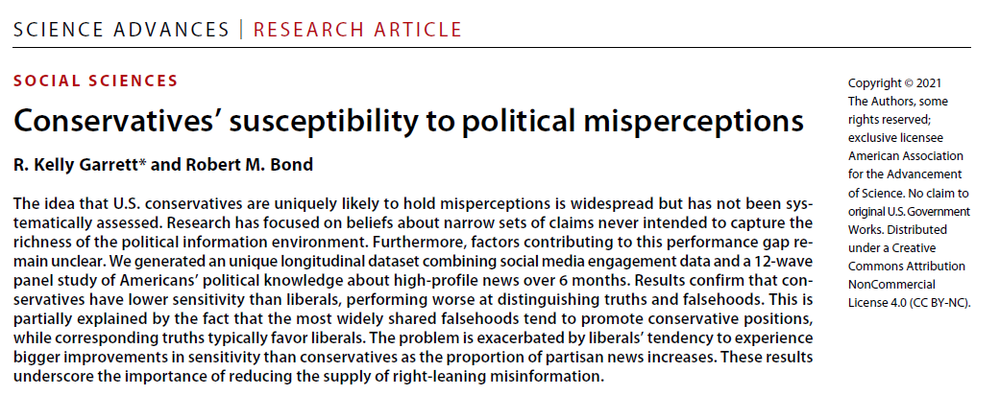 SCIENCE ADVANCES | RESEARCH ARTICLE
SOCIAL SCIENCES
Conservatives' susceptibility to political misperceptions
R. Kelly Garrett* and Robert M. Bond
The idea that U.S. conservatives are uniquely likely to hold misperceptions is widespread but has not been sys-
tematically assessed. Research has focused on beliefs about narrow sets of claims never intended to capture the
richness of the political information environment. Furthermore, factors contributing to this performance gap re-
main unclear. We generated an unique longitudinal dataset combining social media engagement data and a 12-wave
panel study of Americans' political knowledge about high-profile news over 6 months. Results confirm that con-
servatives have lower sensitivity than liberals, performing worse at distinguishing truths and falsehoods. This is
partially explained by the fact that the most widely shared falsehoods tend to promote conservative positions,
while corresponding truths typically favor liberals. The problem is exacerbated by liberals' tendency to experience
bigger improvements in sensitivity than conservatives as the proportion of partisan news increases. These results
underscore the importance of reducing the supply of right-leaning misinformation.
Copyright © 2021
The Authors, some
rights reserved;
exclusive licensee
American Association
for the Advancement
of Science. No claim to
original U.S. Government
Works. Distributed
under a Creative
Commons Attribution
NonCommercial
License 4.0 (CC BY-NC).